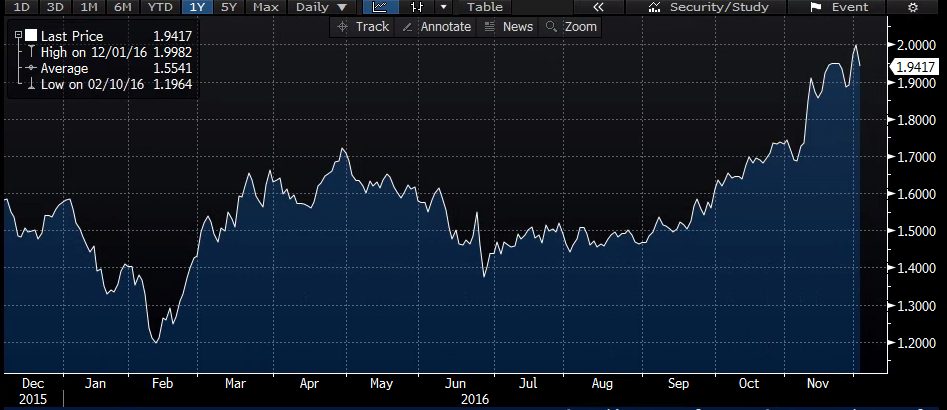 1D 3D 1M 6M YTD 1Y 5Y Max Daily ▼ Table « Security/Study Event
Track Annotate News Zoom
Last Price 1.9417
High on 12/01/16 1.9982
Average 1.5541
Low on 02/10/16 1.1964
2.0000
1.9417
1.9000
1.8000
1.7000
1.6000
1.5000
1.4000
1.3000
1.2000
Dec Jan Feb Mar Apr May Jun Jul Aug Sep Oct Nov
2015 2016